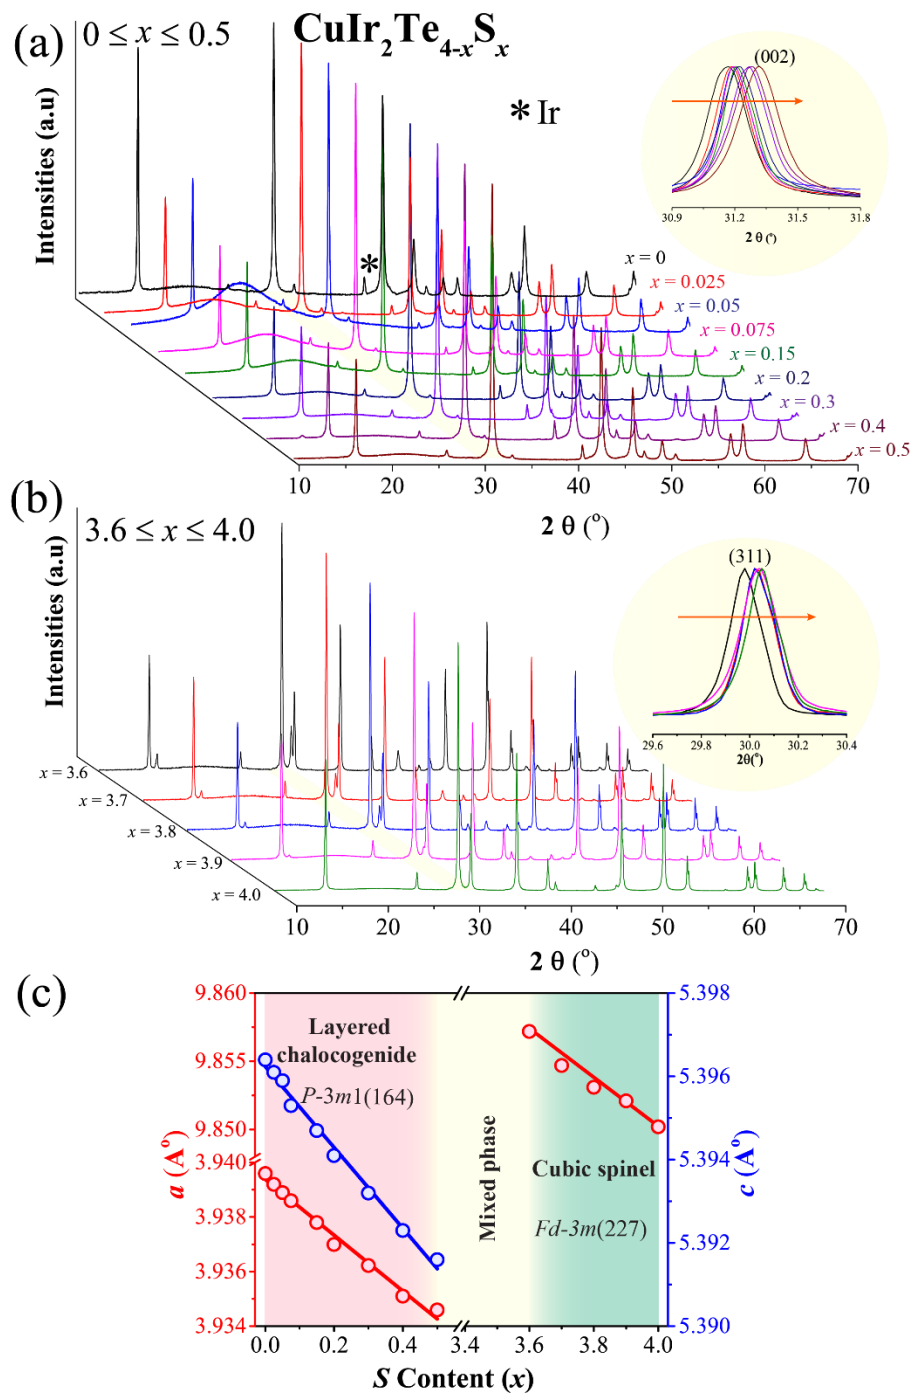 (a)
0 ≤ x ≤ 0.5
CuIr₂Te₄₋ₓSₓ
* Ir
*
Intensities (a.u)
(002)
30.9 31.2 31.5 31.8
2 θ (°)
x = 0
x = 0.025
x = 0.05
x = 0.075
x = 0.15
x = 0.2
x = 0.3
x = 0.4
x = 0.5
10 20 30 40 50 60 70
2 θ (°)
(b)
3.6 ≤ x ≤ 4.0
Intensities (a.u)
(311)
29.6 29.8 30.0 30.2 30.4
2θ(°)
x = 3.6
x = 3.7
x = 3.8
x = 3.9
x = 4.0
10 20 30 40 50 60 70
2 θ (°)
(c)
9.860
9.855
9.850
3.940
3.938
3.936
3.934
a (A°)
Layered
chalocogenide
P-3m1(164)
Mixed phase
Cubic spinel
Fd-3m(227)
5.398
5.396
5.394
5.392
5.390
c (A°)
0.0 0.2 0.4 3.4 3.6 3.8 4.0
S Content (x)